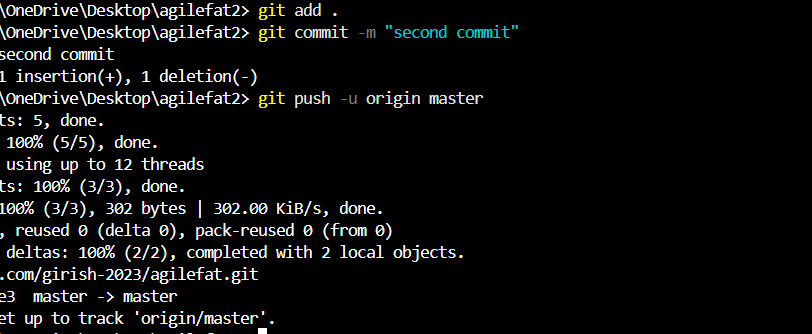 \OneDrive\Desktop\agilefat2> git add .
\OneDrive\Desktop\agilefat2> git commit -m "second commit"
second commit
1 insertion(+), 1 deletion(-)
\OneDrive\Desktop\agilefat2> git push -u origin master
ts: 5, done.
100% (5/5), done.
using up to 12 threads
ts: 100% (3/3), done.
100% (3/3), 302 bytes | 302.00 KiB/s, done.
, reused 0 (delta 0), pack-reused 0 (from 0)
deltas: 100% (2/2), completed with 2 local objects.
.com/girish-2023/agilefat.git
e3  master -> master
et up to track 'origin/master'.